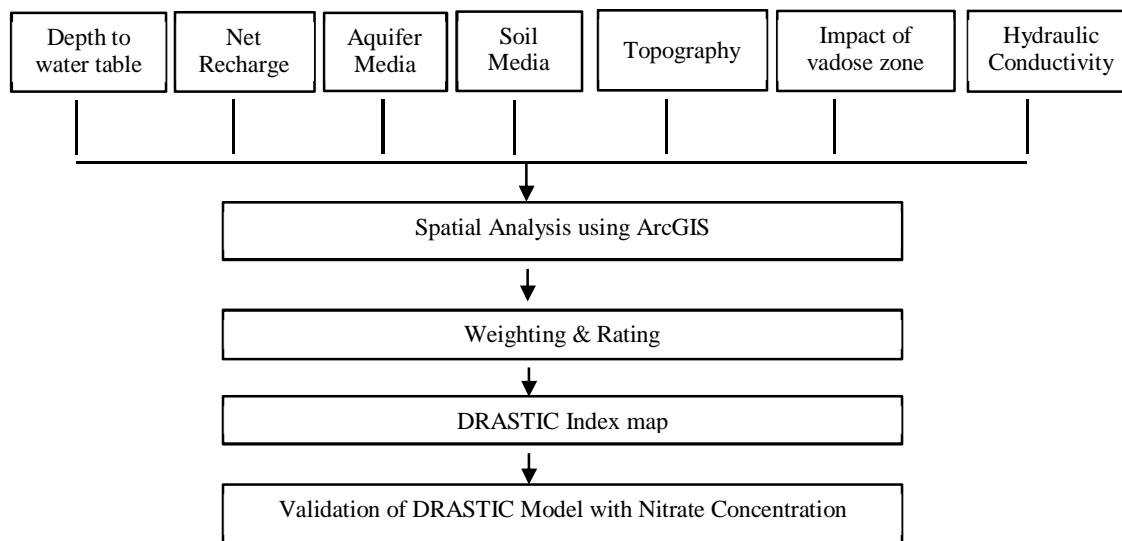 Depth to
water table
Net
Recharge
Aquifer
Media
Soil
Media
Topography
Impact of
vadose zone
Hydraulic
Conductivity
Spatial Analysis using ArcGIS
Weighting & Rating
DRASTIC Index map
Validation of DRASTIC Model with Nitrate Concentration